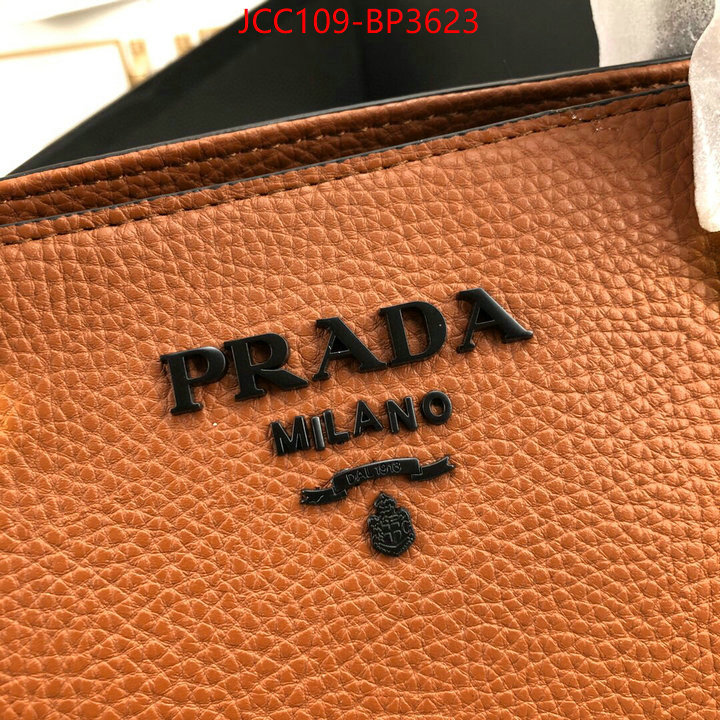 JCC109-BP3623
PRADA
MILANO
DAL 1913